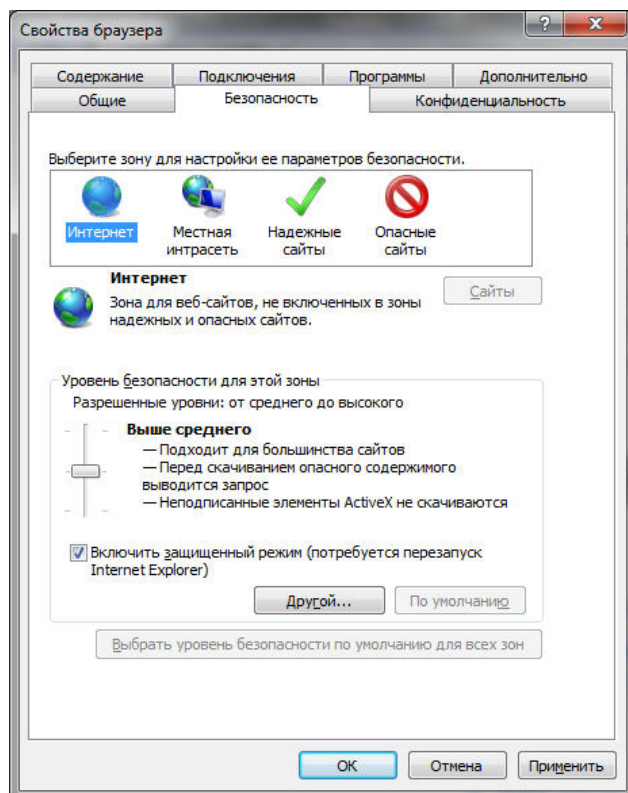 Свойства браузера
Содержание Подключения Программы Дополнительно
Общие Безопасность Конфиденциальность
Выберите зону для настройки ее параметров безопасности.
Интернет Местная интрасеть Надежные сайты Опасные сайты
Интернет
Зона для веб-сайтов, не включенных в зоны
надежных и опасных сайтов.
Сайты
Уровень безопасности для этой зоны
Разрешенные уровни: от среднего до высокого
Выше среднего
— Подходит для большинства сайтов
— Перед скачиванием опасного содержимого
выводится запрос
— Неподписанные элементы ActiveX не скачиваются
Включить защищенный режим (потребуется перезапуск
Internet Explorer)
Другой... По умолчанию
Выбрать уровень безопасности по умолчанию для всех зон
ОК Отмена Применить